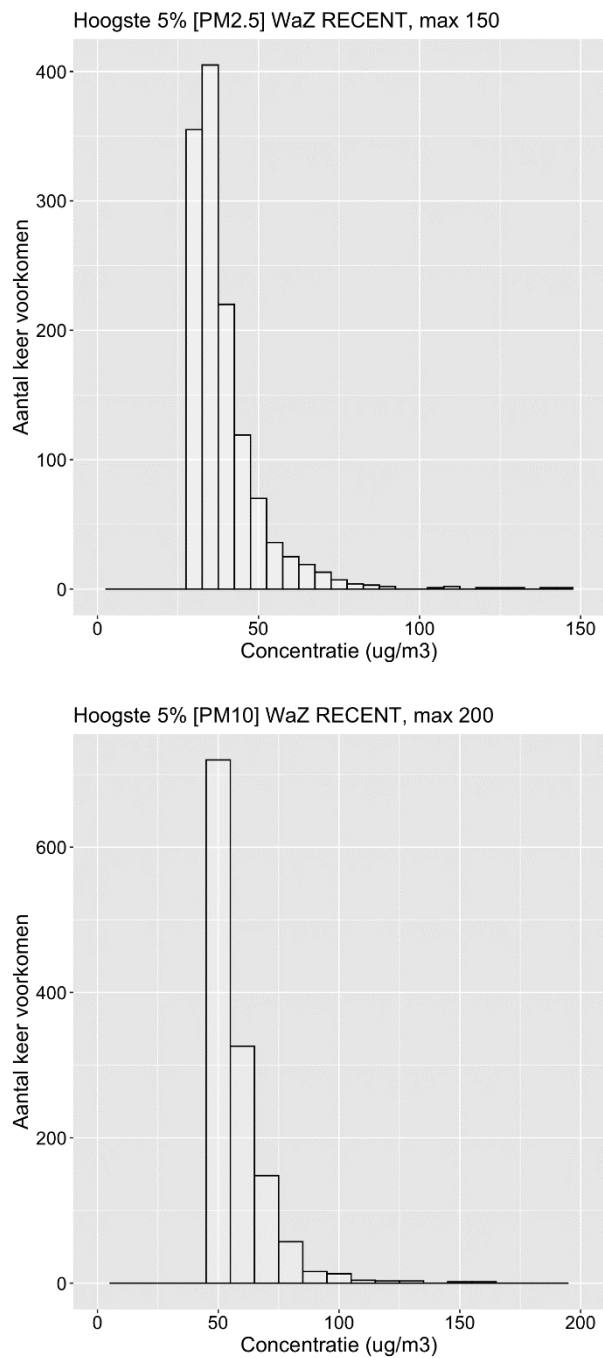 Hoogste 5% [PM2.5] WaZ RECENT, max 150
400
300
200
100
0
Aantal keer voorkomen
0 50 100 150
Concentratie (ug/m3)
Hoogste 5% [PM10] WaZ RECENT, max 200
600
400
200
0
Aantal keer voorkomen
0 50 100 150 200
Concentratie (ug/m3)